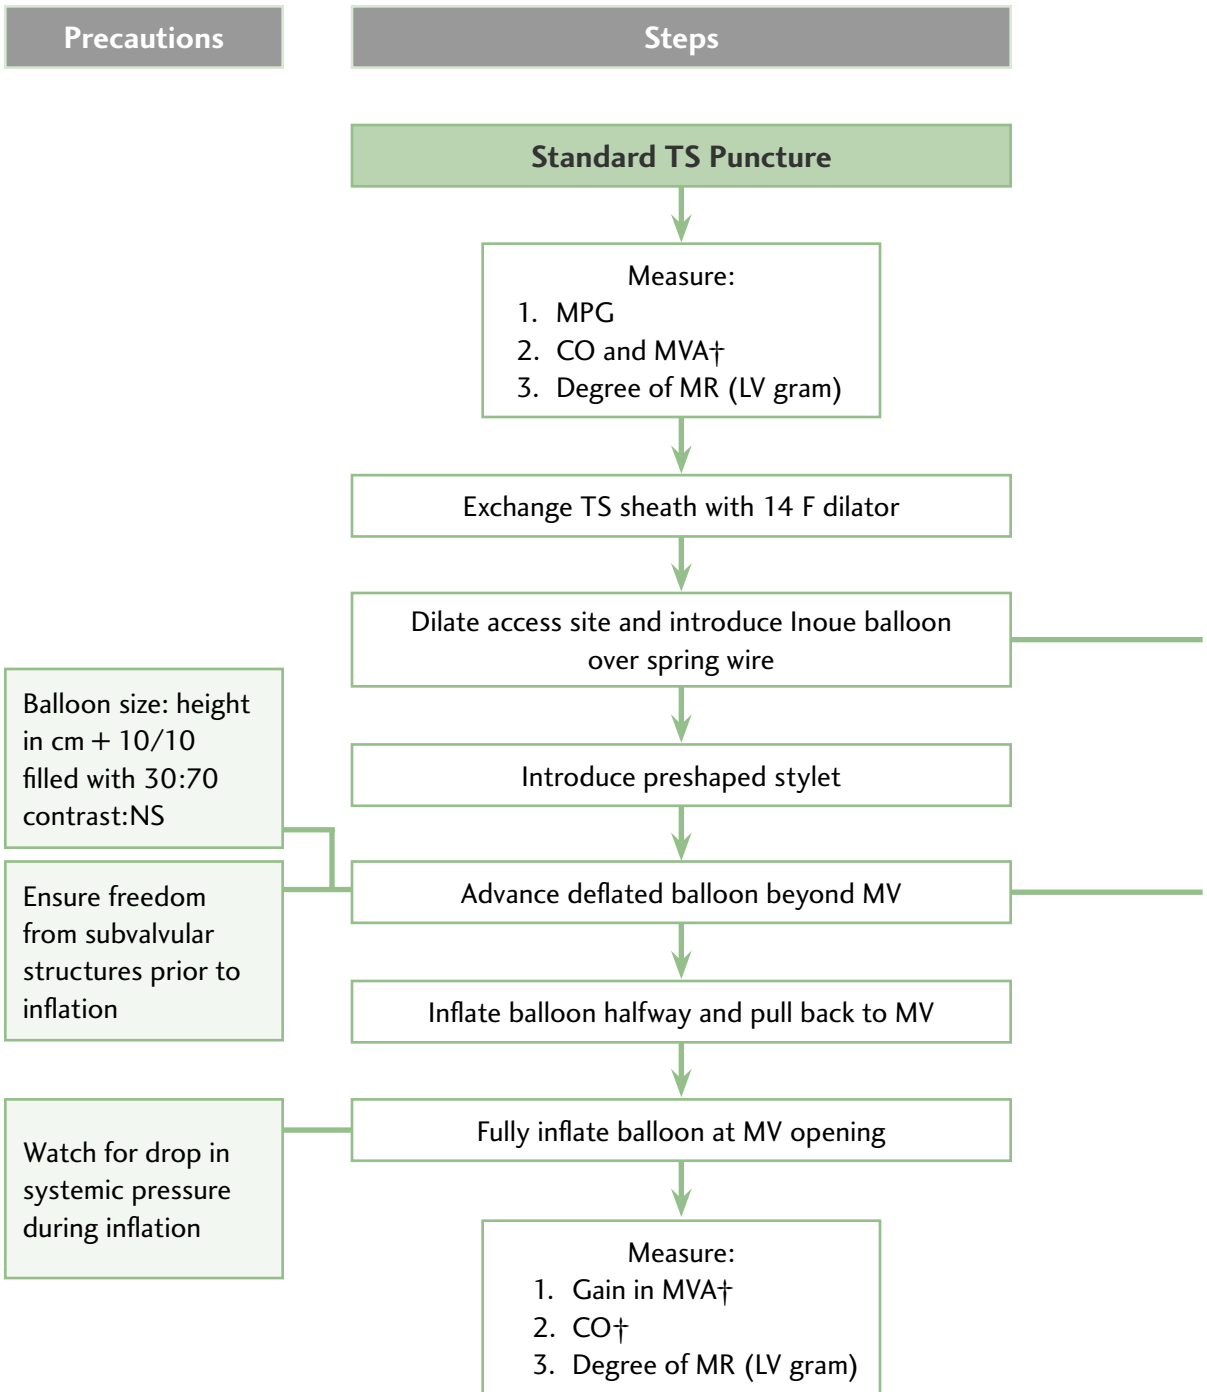 Precautions
Steps
Standard TS Puncture
Measure:
1. MPG
2. CO and MVA†
3. Degree of MR (LV gram)
Exchange TS sheath with 14 F dilator
Dilate access site and introduce Inoue balloon
over spring wire
Balloon size: height
in cm + 10/10
filled with 30:70
contrast:NS
Introduce preshaped stylet
Ensure freedom
from subvalvular
structures prior to
inflation
Advance deflated balloon beyond MV
Inflate balloon halfway and pull back to MV
Watch for drop in
systemic pressure
during inflation
Fully inflate balloon at MV opening
Measure:
1. Gain in MVA†
2. CO†
3. Degree of MR (LV gram)